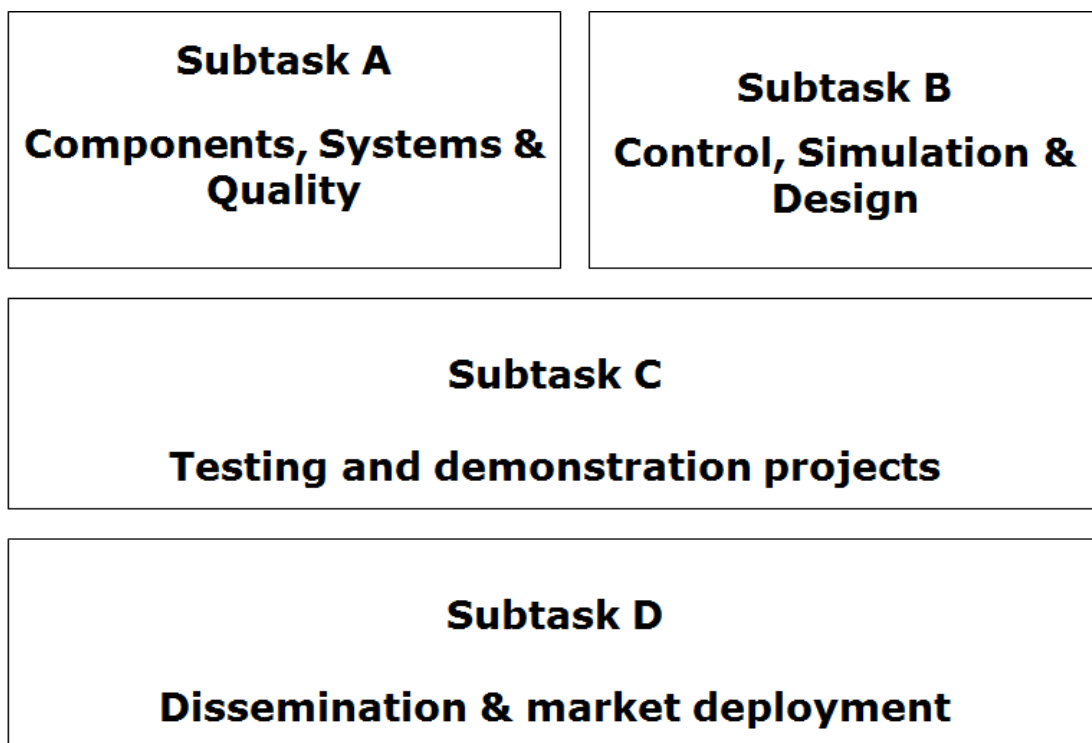 Subtask A
Components, Systems &
Quality
Subtask B
Control, Simulation &
Design
Subtask C
Testing and demonstration projects
Subtask D
Dissemination & market deployment